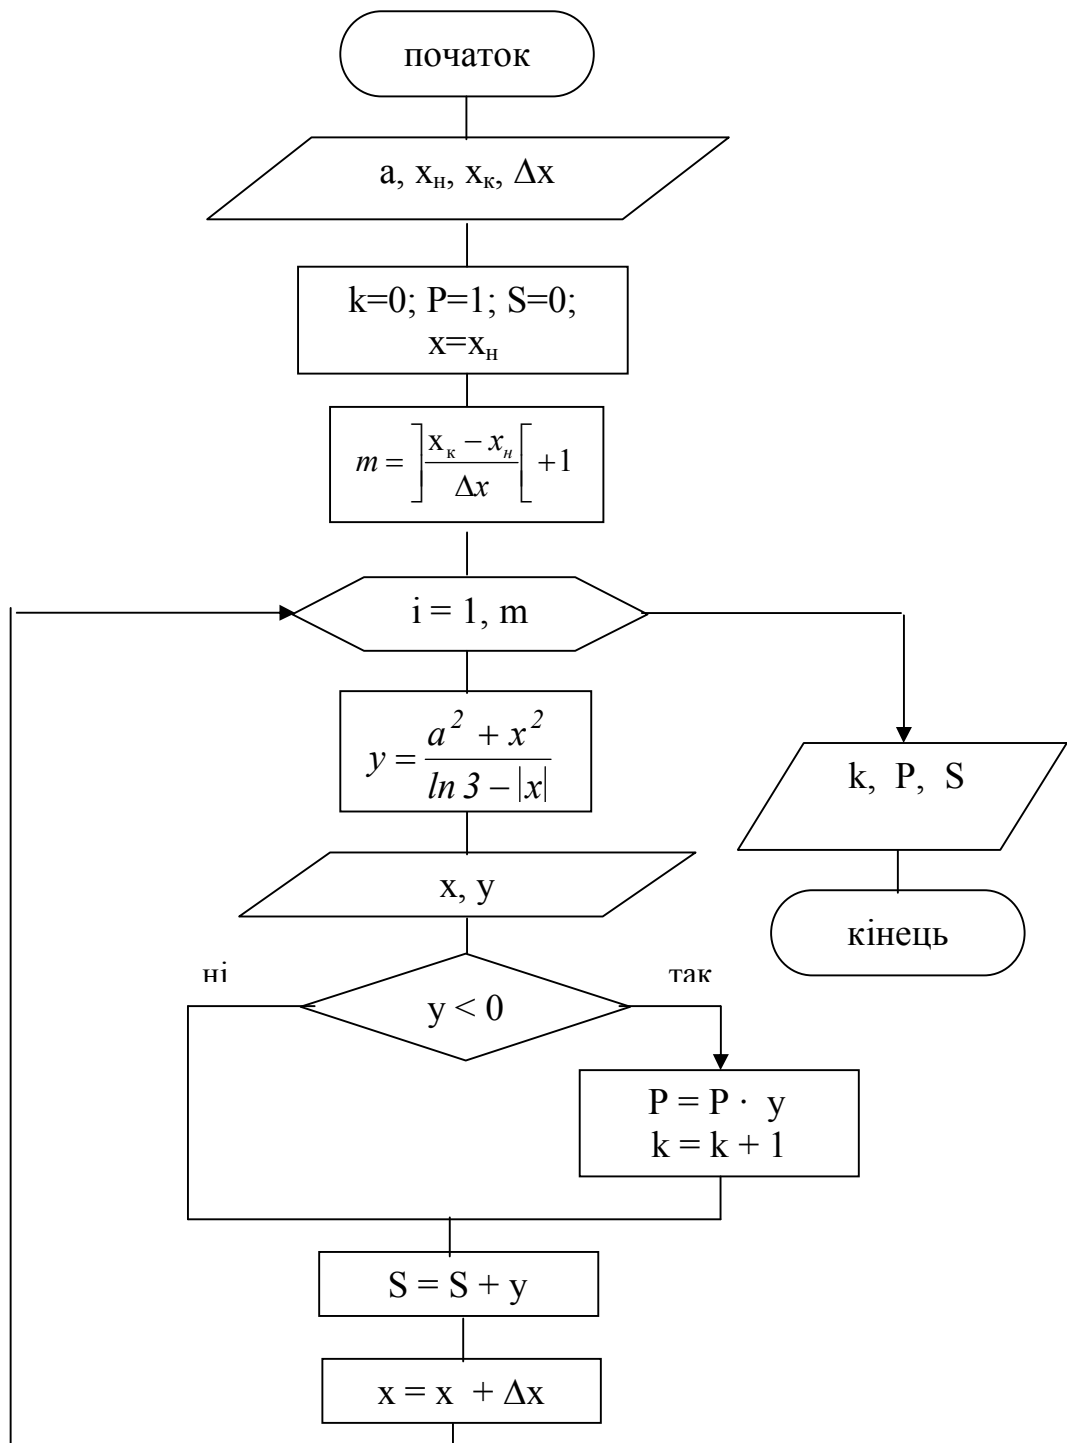 початок
a, xн, xк, Δx
k=0; P=1; S=0;
x=xн
m = ]xк − xн / Δx[ + 1
i = 1, m
y = a² + x² / ln 3 − |x|
k, P, S
x, y
кінець
ні
так
y < 0
P = P · y
k = k + 1
S = S + y
x = x + Δx